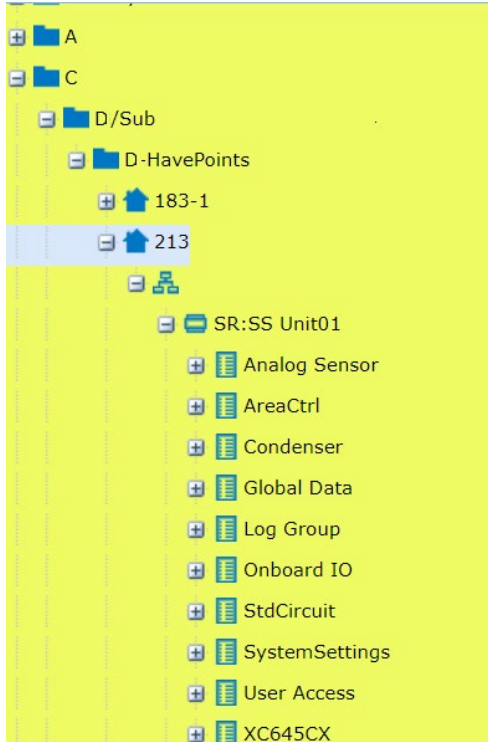 A
C
D/Sub
D-HavePoints
183-1
213
SR:SS Unit01
Analog Sensor
AreaCtrl
Condenser
Global Data
Log Group
Onboard IO
StdCircuit
SystemSettings
User Access
XC645CX